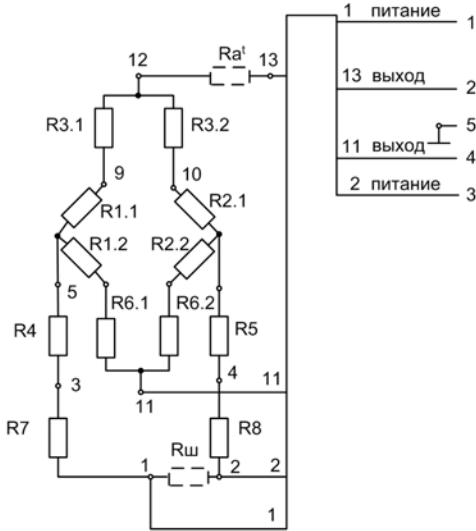 1 питание 1
12 Raᵗ 13
13 выход 2
R3.1 R3.2
5
11 выход 4
9 10
2 питание 3
R1.1 R2.1
R1.2 R2.2
5 R6.1 R6.2
R4 R5
3 4 11
11
R7 R8
Rш
1 2 2
1